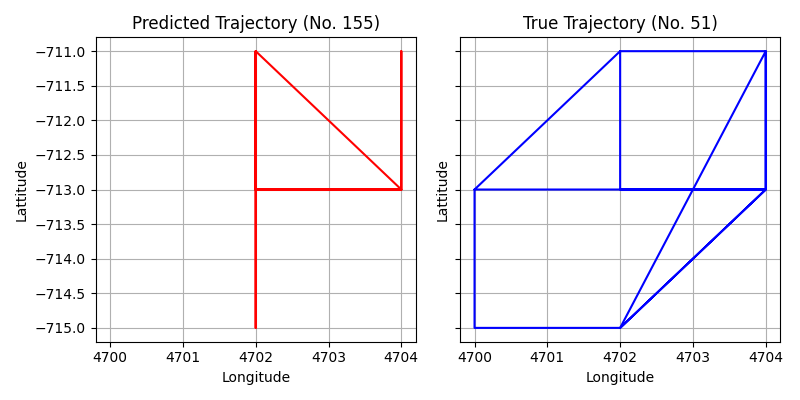 Predicted Trajectory (No. 155)
True Trajectory (No. 51)
−711.0
−711.5
−712.0
−712.5
−713.0
−713.5
−714.0
−714.5
−715.0
Lattitude
Lattitude
4700 4701 4702 4703 4704
4700 4701 4702 4703 4704
Longitude
Longitude